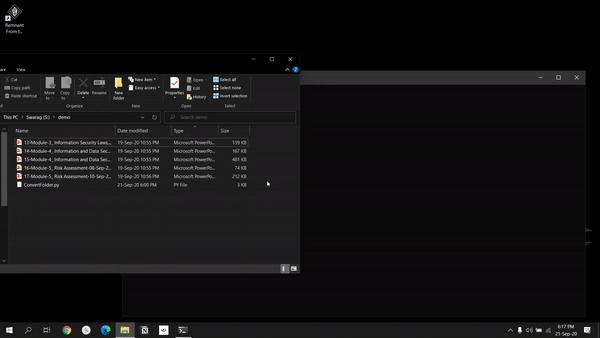 Remnant
From t...
are View
Cut
Copy path
Paste shortcut
Move to
Copy to
Delete
Rename
New folder
New item
Easy access
Properties
Open
Edit
History
Select all
Select none
Invert selection
Organize
New
Open
Select
This PC > Swarag (S:) > demo
Search demo
Name Date modified Type Size
13-Module-3_ Information Security Laws,... 19-Sep-20 10:55 PM Microsoft PowerPo... 139 KB
14-Module-4_ Information and Data Sec... 19-Sep-20 10:55 PM Microsoft PowerPo... 167 KB
15-Module-4_ Information and Data Sec... 19-Sep-20 10:55 PM Microsoft PowerPo... 481 KB
16-Module-5_ Risk Assessment-08-Sep-2... 19-Sep-20 10:55 PM Microsoft PowerPo... 74 KB
17-Module-5_ Risk Assessment-10-Sep-2... 19-Sep-20 10:56 PM Microsoft PowerPo... 212 KB
ConvertFolder.py 21-Sep-20 6:00 PM PY File 3 KB
6:17 PM
21-Sep-20